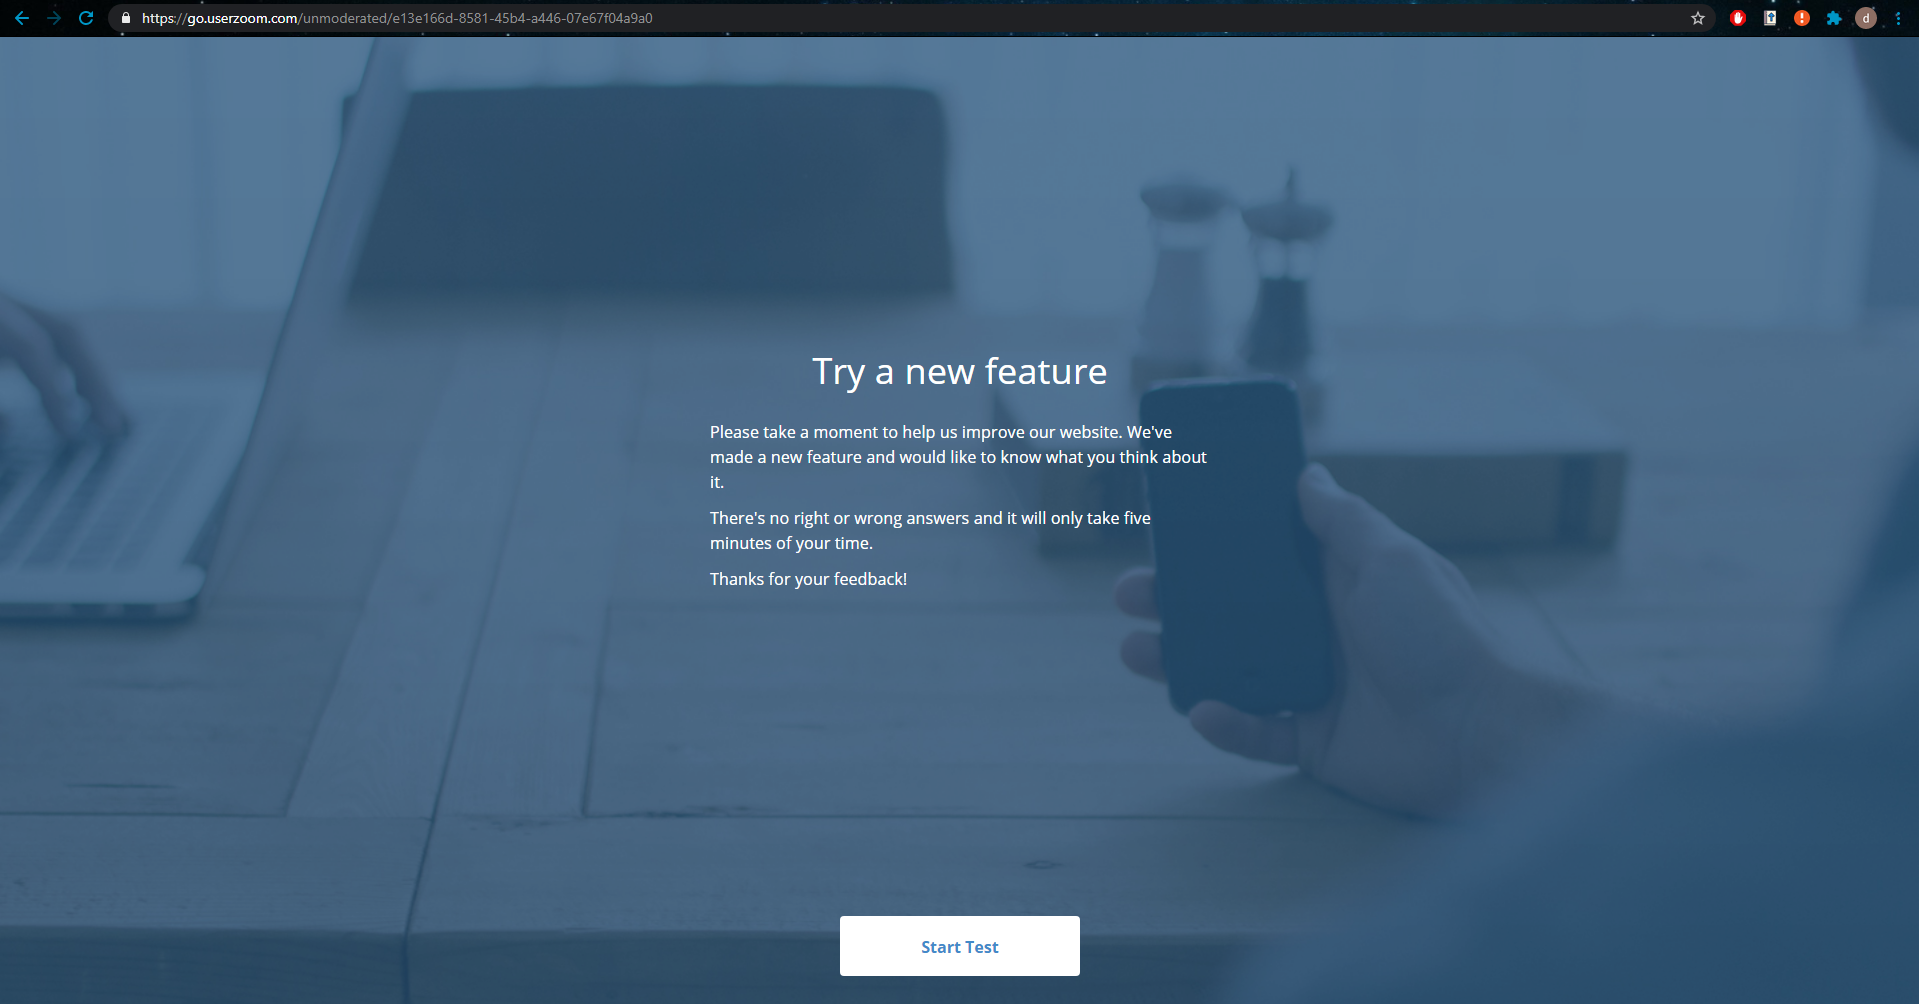 https://go.userzoom.com/unmoderated/e13e166d-8581-45b4-a446-07e67f04a9a0
d
Try a new feature
Please take a moment to help us improve our website. We've
made a new feature and would like to know what you think about
it.
There's no right or wrong answers and it will only take five
minutes of your time.
Thanks for your feedback!
Start Test